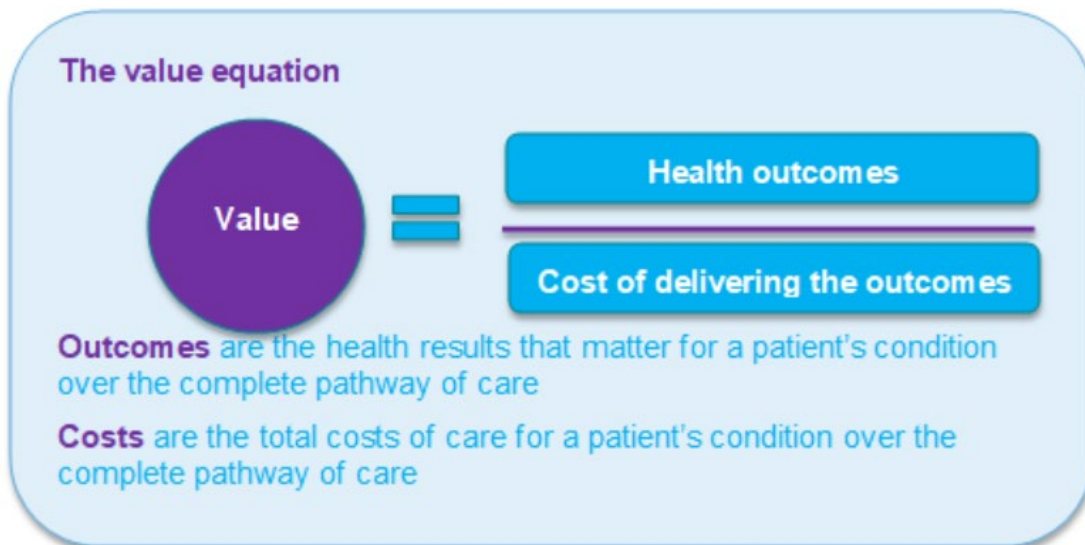 The value equation
Value
Health outcomes
Cost of delivering the outcomes
Outcomes are the health results that matter for a patient's condition
over the complete pathway of care
Costs are the total costs of care for a patient's condition over the
complete pathway of care